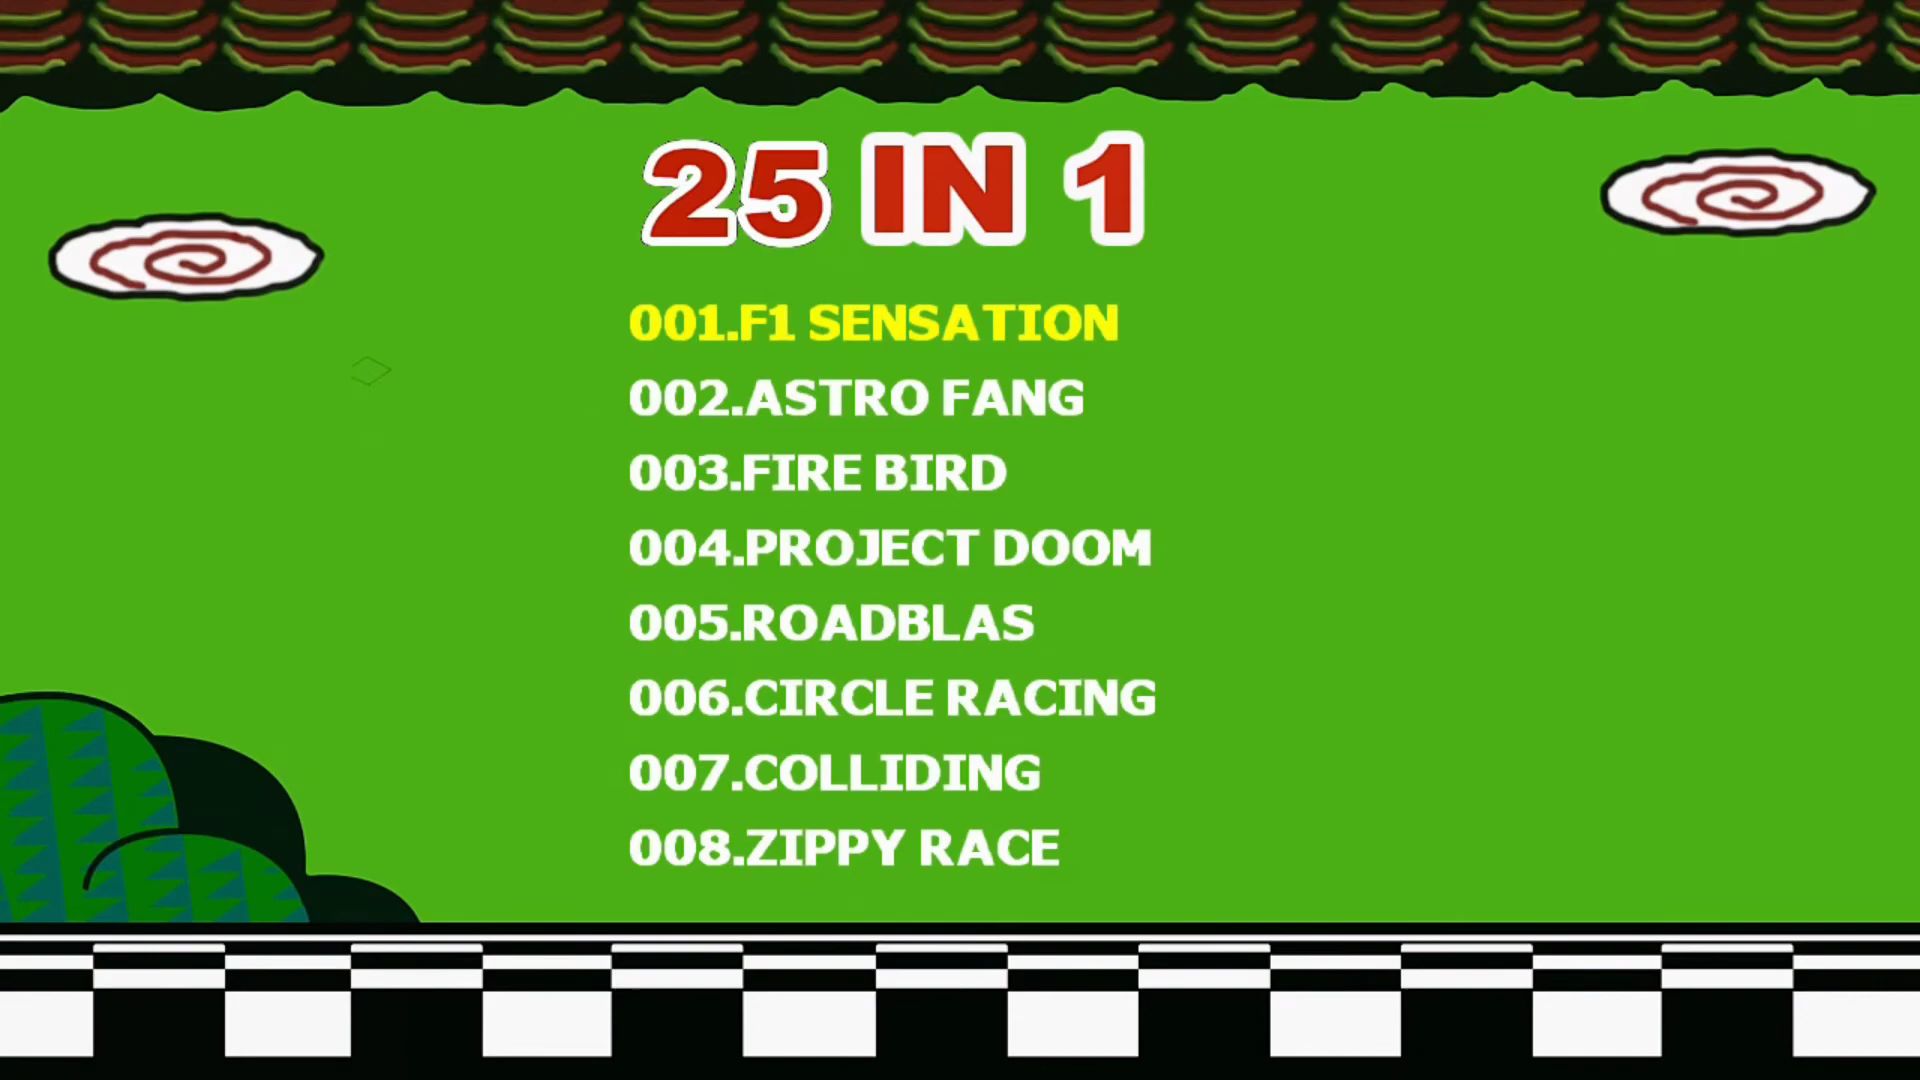 25 IN 1
001.F1 SENSATION
002.ASTRO FANG
003.FIRE BIRD
004.PROJECT DOOM
005.ROADBLAS
006.CIRCLE RACING
007.COLLIDING
008.ZIPPY RACE